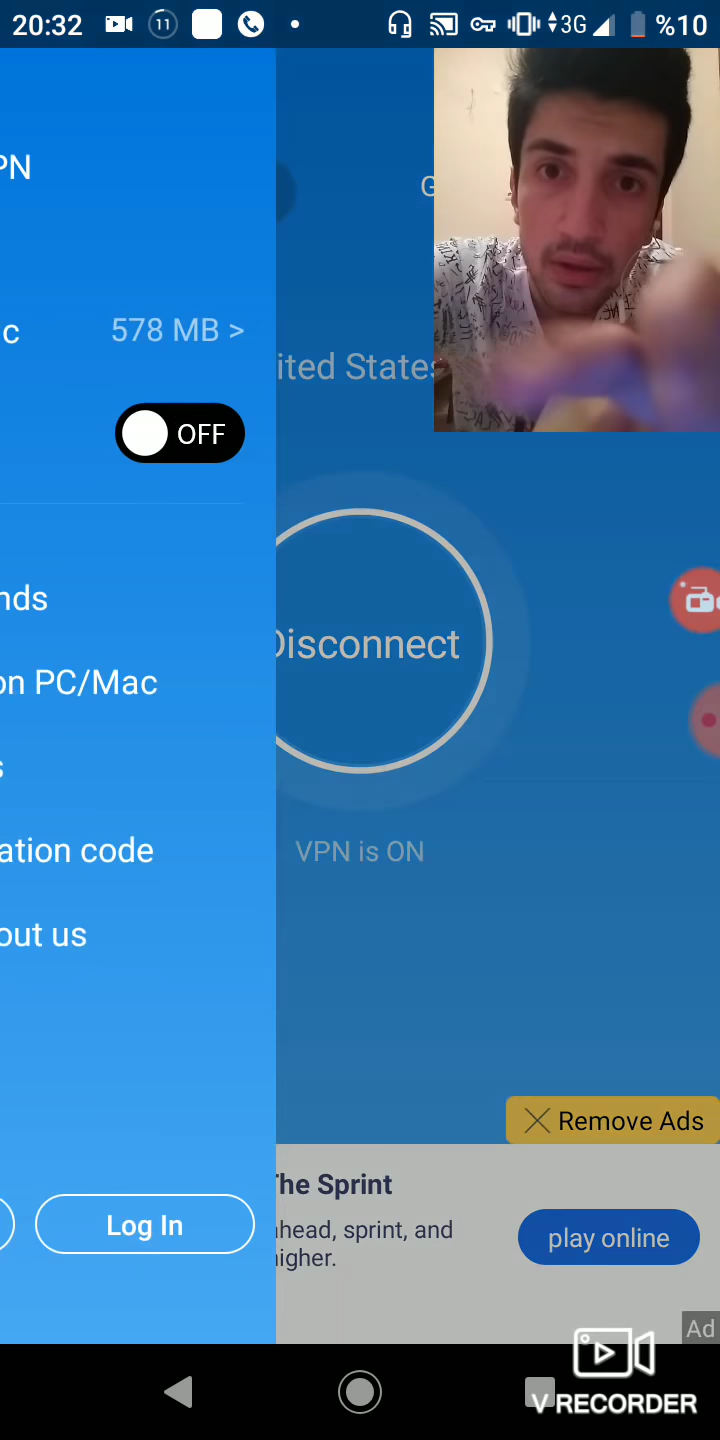 20:32 11 3G %10
PN
G
c 578 MB >
ited States
OFF
nds
Disconnect
on PC/Mac
s
ation code
VPN is ON
out us
Remove Ads
The Sprint
ahead, sprint, and
higher.
play online
Log In
Ad
V RECORDER